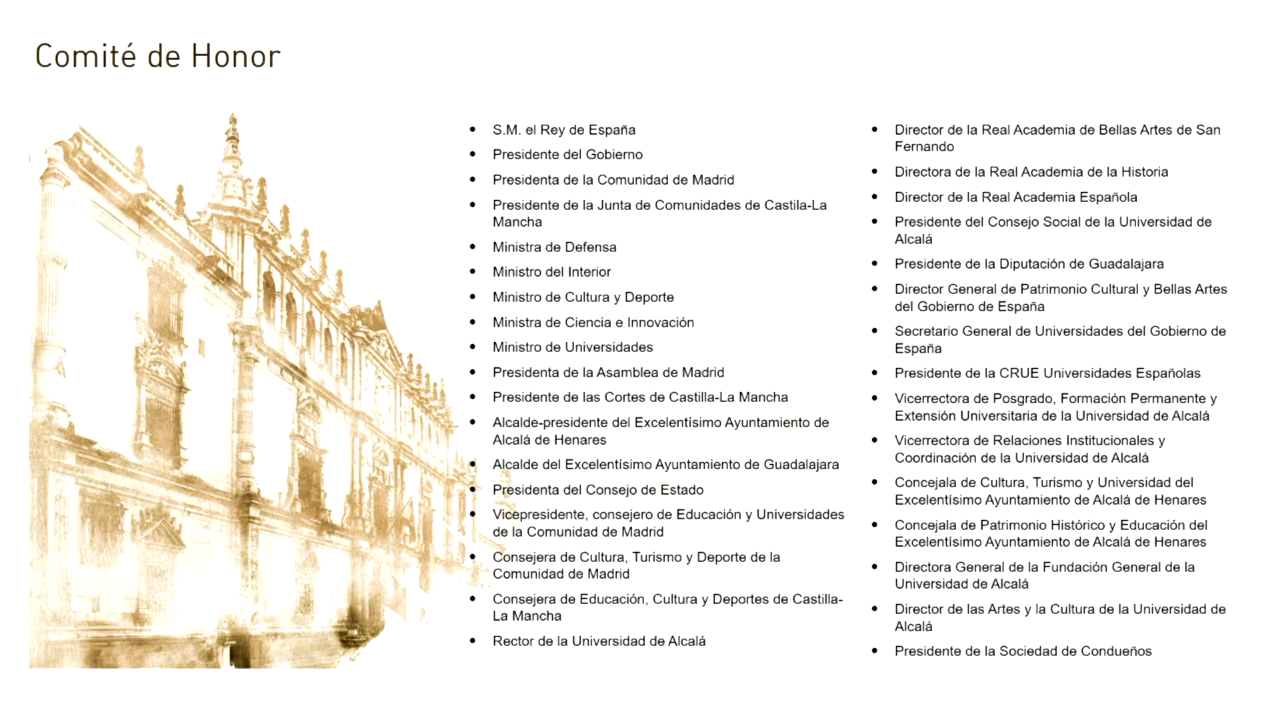 Comité de Honor
• S.M. el Rey de España
• Presidente del Gobierno
• Presidenta de la Comunidad de Madrid
• Presidente de la Junta de Comunidades de Castila-La
Mancha
• Ministra de Defensa
• Ministro del Interior
• Ministro de Cultura y Deporte
• Ministra de Ciencia e Innovación
• Ministro de Universidades
• Presidenta de la Asamblea de Madrid
• Presidente de las Cortes de Castilla-La Mancha
• Alcalde-presidente del Excelentísimo Ayuntamiento de
Alcalá de Henares
• Alcalde del Excelentísimo Ayuntamiento de Guadalajara
• Presidenta del Consejo de Estado
• Vicepresidente, consejero de Educación y Universidades
de la Comunidad de Madrid
• Consejera de Cultura, Turismo y Deporte de la
Comunidad de Madrid
• Consejera de Educación, Cultura y Deportes de Castilla-
La Mancha
• Rector de la Universidad de Alcalá
• Director de la Real Academia de Bellas Artes de San
Fernando
• Directora de la Real Academia de la Historia
• Director de la Real Academia Española
• Presidente del Consejo Social de la Universidad de
Alcalá
• Presidente de la Diputación de Guadalajara
• Director General de Patrimonio Cultural y Bellas Artes
del Gobierno de España
• Secretario General de Universidades del Gobierno de
España
• Presidente de la CRUE Universidades Españolas
• Vicerrectora de Posgrado, Formación Permanente y
Extensión Universitaria de la Universidad de Alcalá
• Vicerrectora de Relaciones Institucionales y
Coordinación de la Universidad de Alcalá
• Concejala de Cultura, Turismo y Universidad del
Excelentísimo Ayuntamiento de Alcalá de Henares
• Concejala de Patrimonio Histórico y Educación del
Excelentísimo Ayuntamiento de Alcalá de Henares
• Directora General de la Fundación General de la
Universidad de Alcalá
• Director de las Artes y la Cultura de la Universidad de
Alcalá
• Presidente de la Sociedad de Condueños